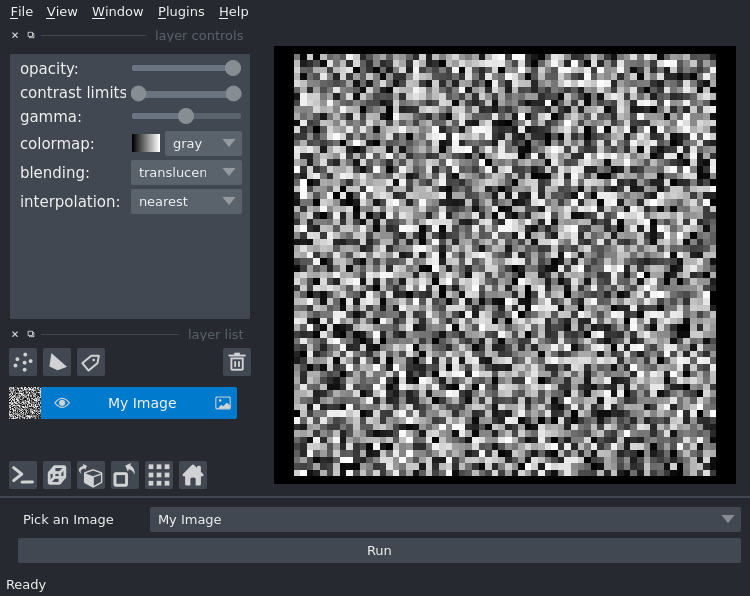 File View Window Plugins Help
layer controls
opacity:
contrast limits
gamma:
colormap: gray
blending: translucen
interpolation: nearest
layer list
My Image
Pick an Image My Image
Run
Ready